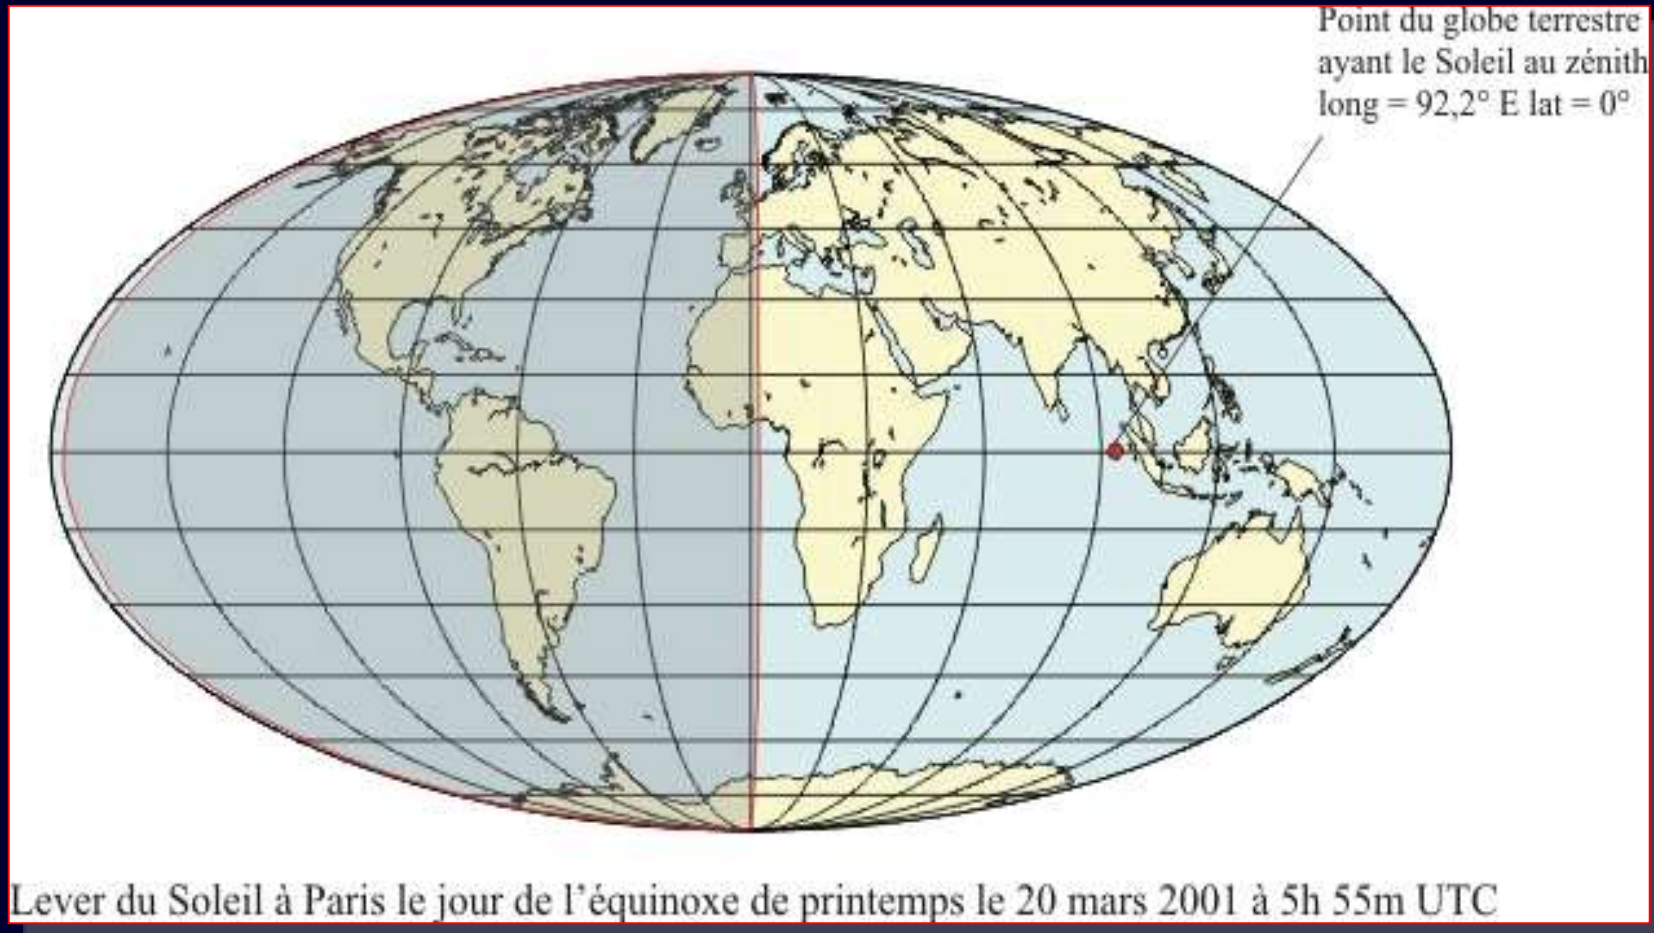 Point du globe terrestre
ayant le Soleil au zénith
long = 92,2° E lat = 0°
Lever du Soleil à Paris le jour de l'équinoxe de printemps le 20 mars 2001 à 5h 55m UTC